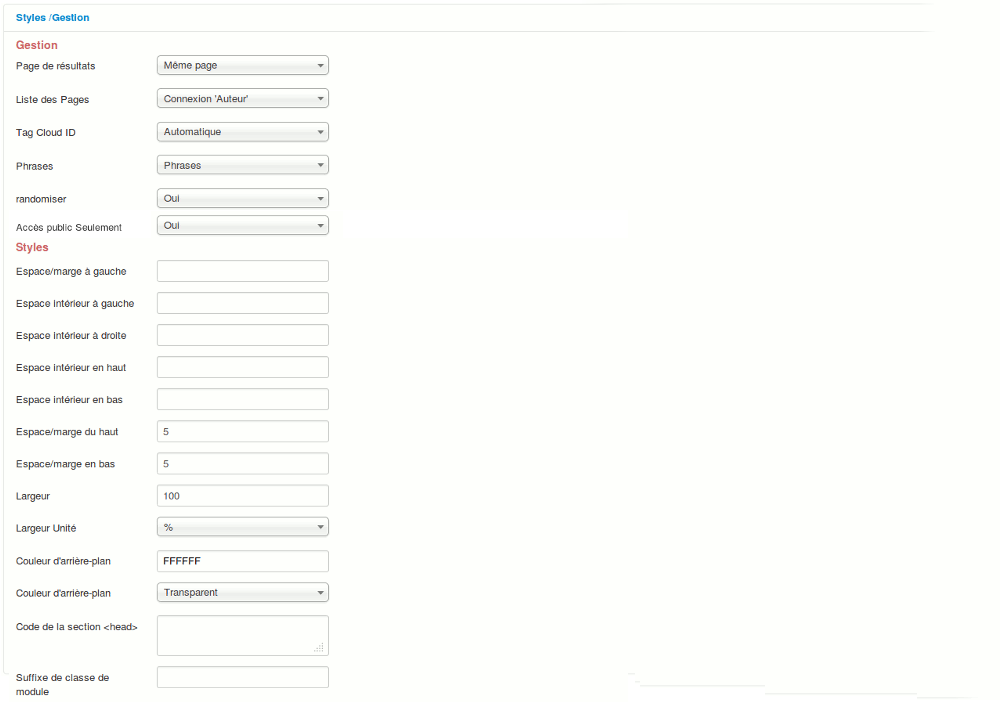 Styles /Gestion
Gestion
Page de résultats Même page
Liste des Pages Connexion 'Auteur'
Tag Cloud ID Automatique
Phrases Phrases
randomiser Oui
Accès public Seulement Oui
Styles
Espace/marge à gauche
Espace intérieur à gauche
Espace intérieur à droite
Espace intérieur en haut
Espace intérieur en bas
Espace/marge du haut 5
Espace/marge en bas 5
Largeur 100
Largeur Unité %
Couleur d'arrière-plan FFFFFF
Couleur d'arrière-plan Transparent
Code de la section <head>
Suffixe de classe de
module